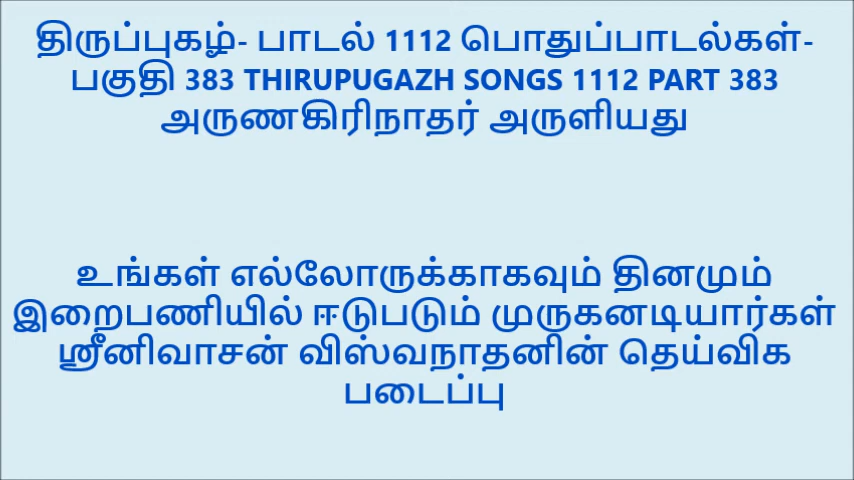 திருப்புகழ்- பாடல் 1112 பொதுப்பாடல்கள்-
பகுதி 383 THIRUPUGAZH SONGS 1112 PART 383
அருணகிரிநாதர் அருளியது
உங்கள் எல்லோருக்காகவும் தினமும்
இறைபணியில் ஈடுபடும் முருகனடியார்கள்
ஸ்ரீனிவாசன் விஸ்வநாதனின் தெய்விக
படைப்பு